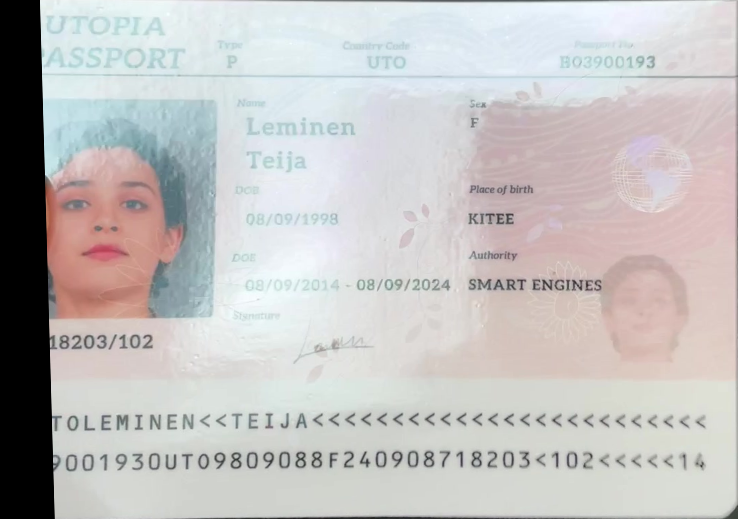 UTOPIA
PASSPORT
Type
P
Country Code
UTO
Passport No
B03900193
Name
Leminen
Teija
Sex
F
DOB
08/09/1998
Place of birth
KITEE
DOE
08/09/2014 - 08/09/2024
Authority
SMART ENGINES
Signature
18203/102
TOLEMINEN<<TEIJA<<<<<<<<<<<<<<<<<<<<<<<<<<
9001930UTO9809088F240908718203<102<<<<<14